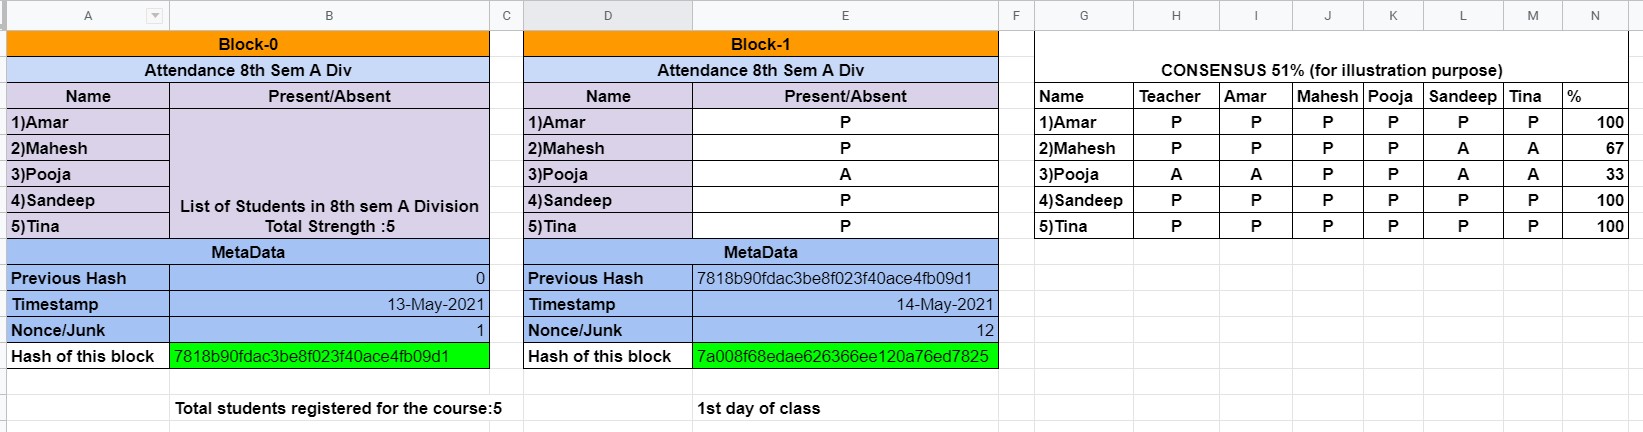 A B C D E F G H I J K L M N
Block-0 Block-1
Attendance 8th Sem A Div Attendance 8th Sem A Div CONSENSUS 51% (for illustration purpose)
Name Present/Absent Name Present/Absent Name Teacher Amar Mahesh Pooja Sandeep Tina %
1)Amar 1)Amar P 1)Amar P P P P P P 100
2)Mahesh 2)Mahesh P 2)Mahesh P P P P A A 67
3)Pooja 3)Pooja A 3)Pooja A A P P A A 33
4)Sandeep List of Students in 8th sem A Division 4)Sandeep P 4)Sandeep P P P P P P 100
5)Tina Total Strength :5 5)Tina P 5)Tina P P P P P P 100
MetaData MetaData
Previous Hash 0 Previous Hash 7818b90fdac3be8f023f40ace4fb09d1
Timestamp 13-May-2021 Timestamp 14-May-2021
Nonce/Junk 1 Nonce/Junk 12
Hash of this block 7818b90fdac3be8f023f40ace4fb09d1 Hash of this block 7a008f68edae626366ee120a76ed7825
Total students registered for the course:5 1st day of class